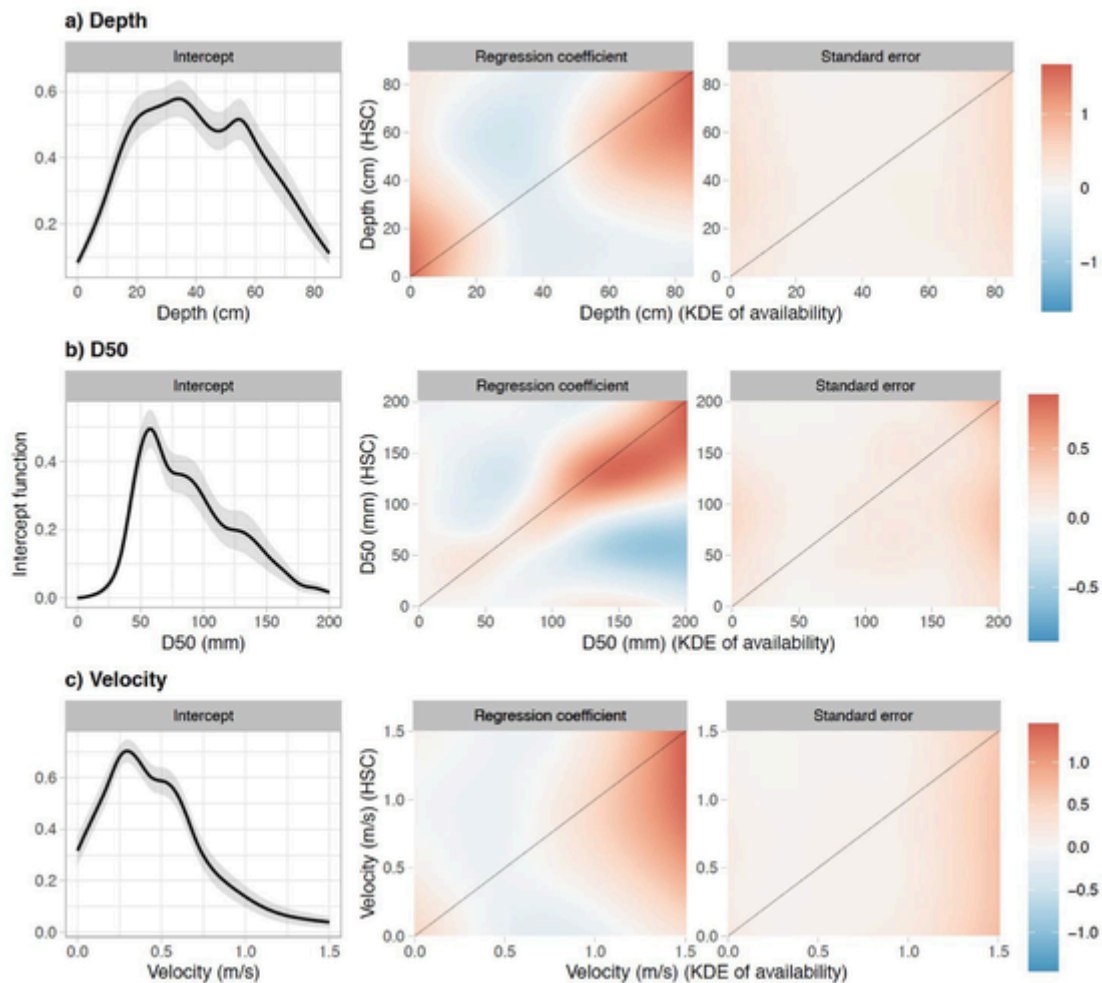 a) Depth
Intercept
Regression coefficient
Standard error
0.6
0.4
0.2
0 20 40 60 80
Depth (cm)
Depth (cm) (HSC)
80
60
40
20
0
0 20 40 60 80
0 20 40 60 80
Depth (cm) (KDE of availability)
1
0
−1
b) D50
Intercept
Regression coefficient
Standard error
Intercept function
0.4
0.2
0.0
0 50 100 150 200
D50 (mm)
D50 (mm) (HSC)
200
150
100
50
0
0 50 100 150 200
0 50 100 150 200
D50 (mm) (KDE of availability)
200
150
100
50
0
0.5
0.0
−0.5
c) Velocity
Intercept
Regression coefficient
Standard error
0.6
0.4
0.2
0.0
0.0 0.5 1.0 1.5
Velocity (m/s)
Velocity (m/s) (HSC)
1.5
1.0
0.5
0.0
0.0 0.5 1.0 1.5
0.0 0.5 1.0 1.5
Velocity (m/s) (KDE of availability)
1.5
1.0
0.5
0.0
1.0
0.5
0.0
−0.5
−1.0
80
60
40
20
0